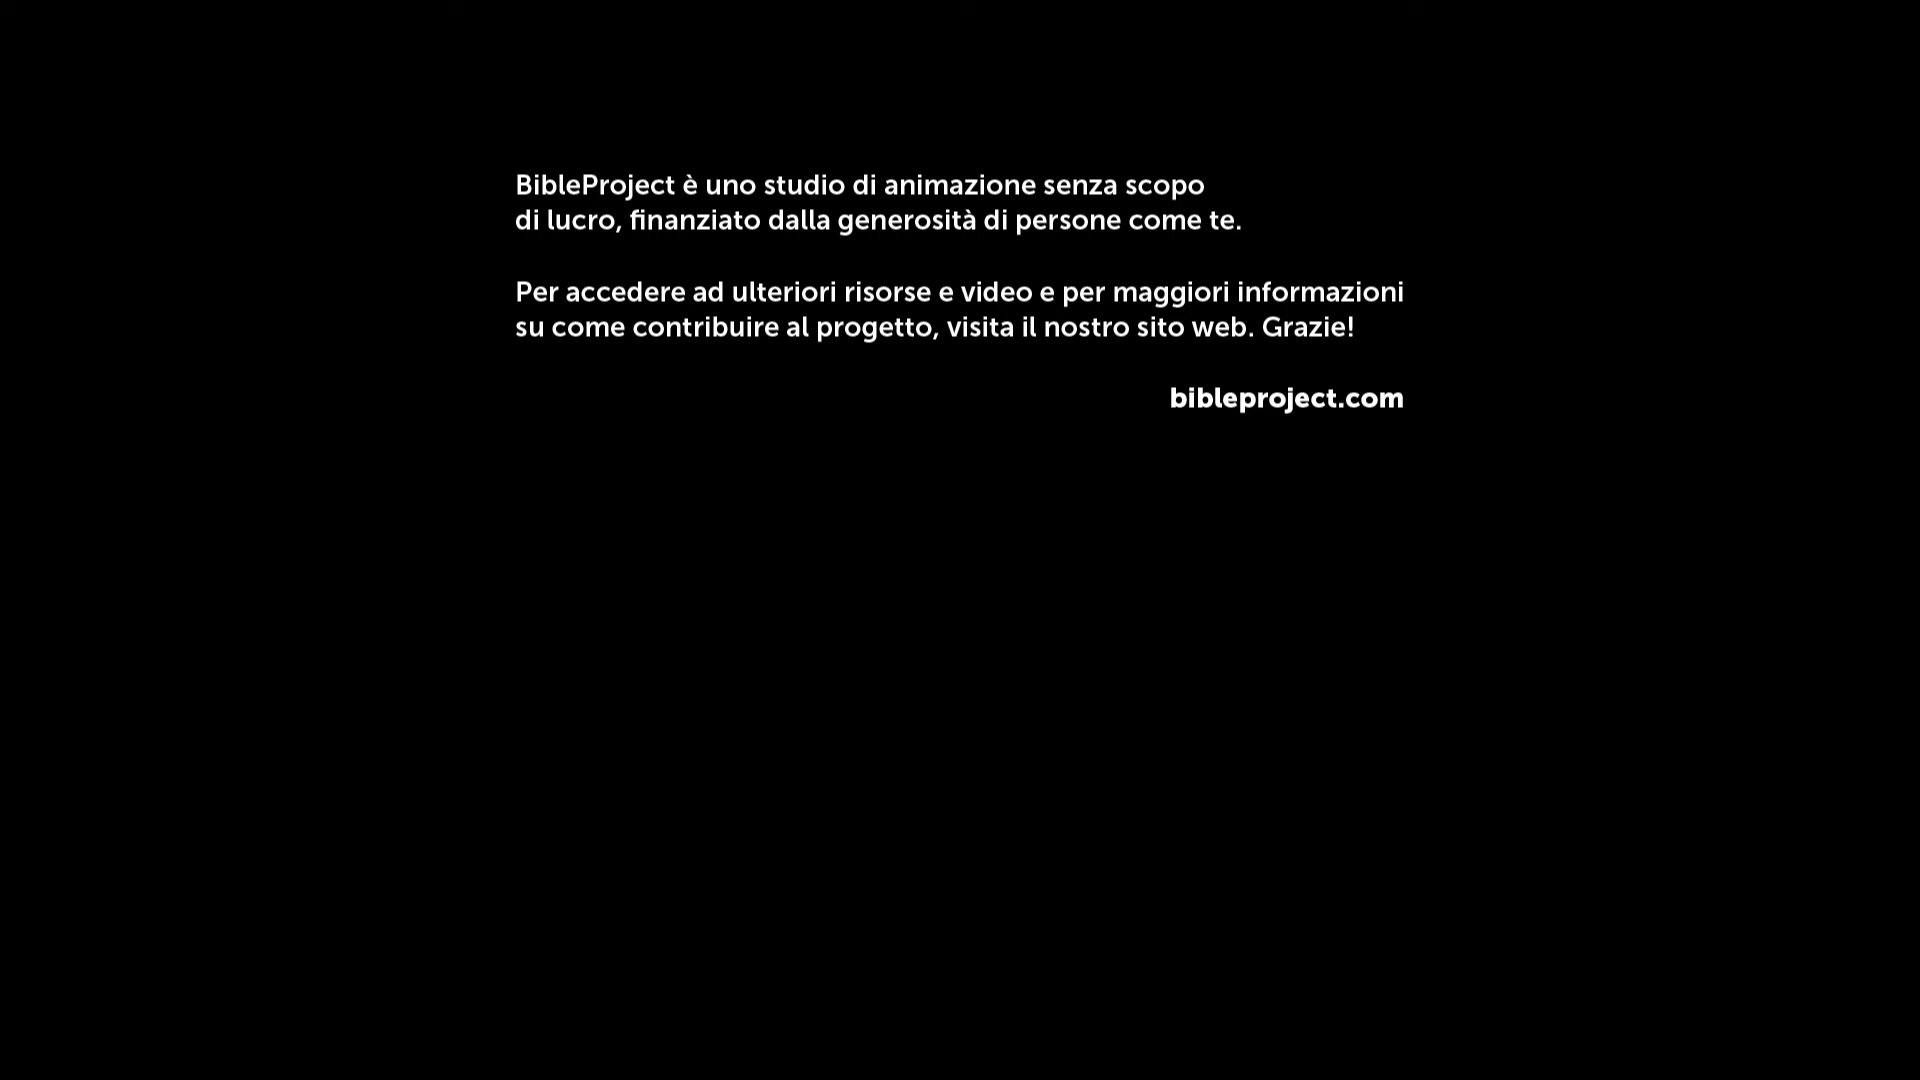 BibleProject è uno studio di animazione senza scopo
di lucro, finanziato dalla generosità di persone come te.
Per accedere ad ulteriori risorse e video e per maggiori informazioni
su come contribuire al progetto, visita il nostro sito web. Grazie!
bibleproject.com